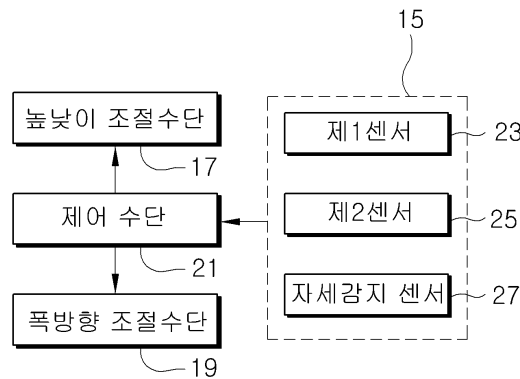 15
높낮이 조절수단
17
제어 수단
21
폭방향 조절수단
19
제1센서
23
제2센서
25
자세감지 센서
27